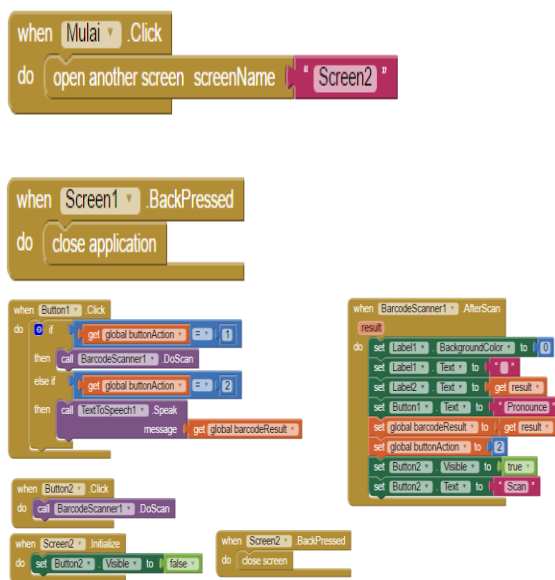 when Mulai .Click
do open another screen screenName " Screen2 "
when Screen1 .BackPressed
do close application
when Button1 .Click
do if get global buttonAction = 1
then call BarcodeScanner1 .DoScan
else if get global buttonAction = 2
then call TextToSpeech1 .Speak
message get global barcodeResult
when BarcodeScanner1 .AfterScan
result
do set Label1 . BackgroundColor to 0
set Label1 . Text to " "
set Label2 . Text to get result
set Button1 . Text to " Pronounce "
set global barcodeResult to get result
set global buttonAction to 2
set Button2 . Visible to true
set Button2 . Text to " Scan "
when Button2 .Click
do call BarcodeScanner1 .DoScan
when Screen2 .Initialize
do set Button2 . Visible to false
when Screen2 .BackPressed
do close screen